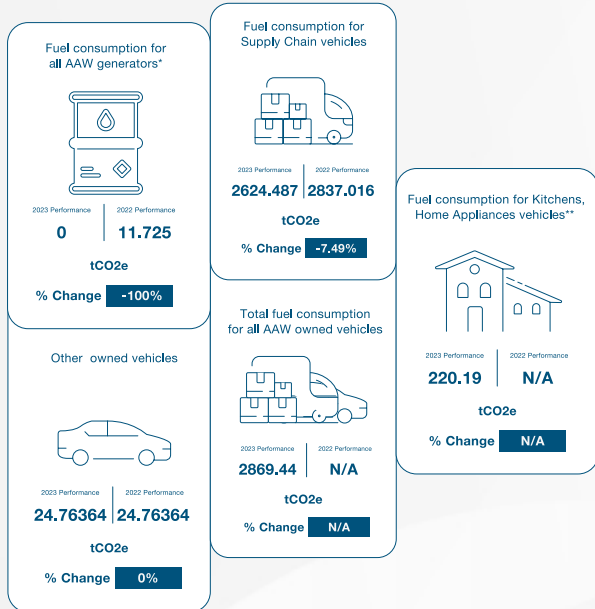 Fuel consumption for
all AAW generators*
2023 Performance 2022 Performance
0 11.725
tCO2e
% Change -100%
Fuel consumption for
Supply Chain vehicles
2023 Performance 2022 Performance
2624.487 2837.016
tCO2e
% Change -7.49%
Fuel consumption for Kitchens,
Home Appliances vehicles**
2023 Performance 2022 Performance
220.19 N/A
tCO2e
% Change N/A
Other owned vehicles
2023 Performance 2022 Performance
24.76364 24.76364
tCO2e
% Change 0%
Total fuel consumption
for all AAW owned vehicles
2023 Performance 2022 Performance
2869.44 N/A
tCO2e
% Change N/A